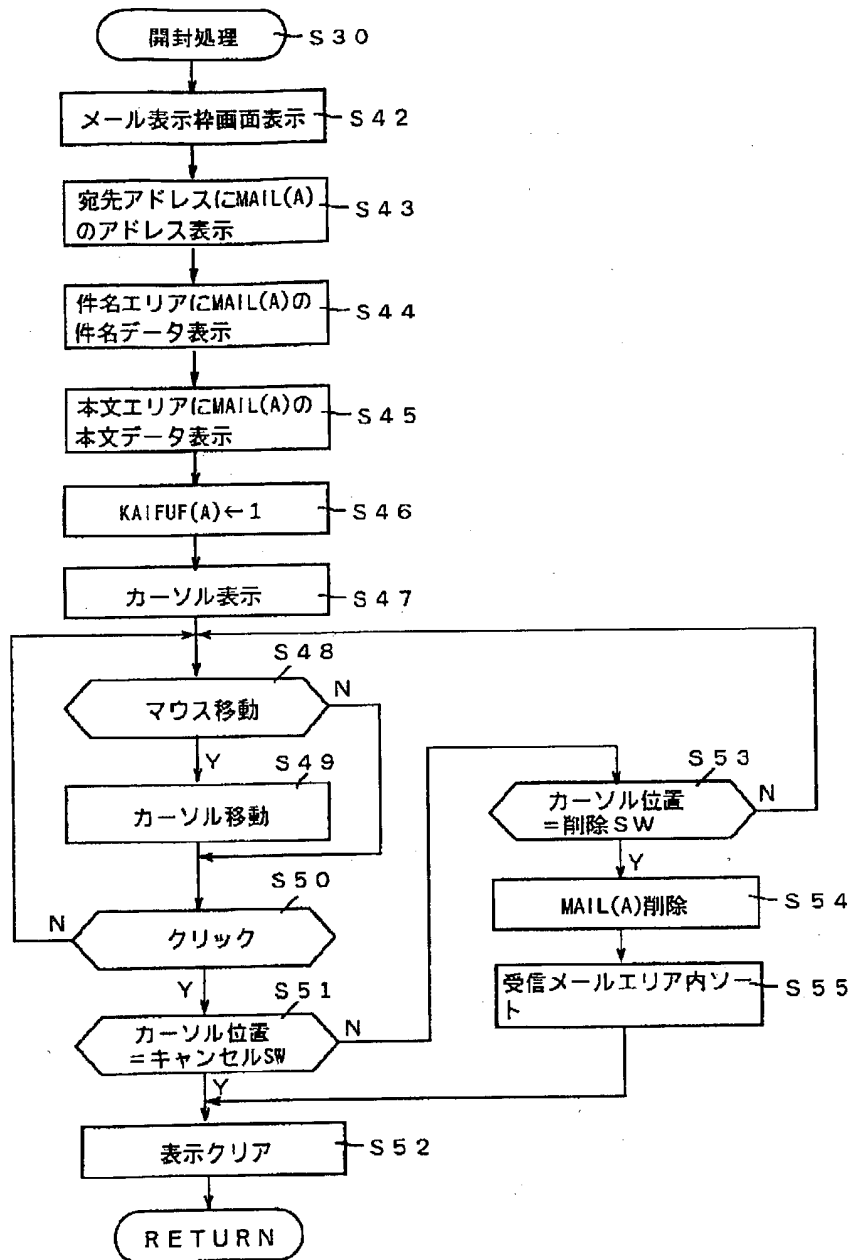 開封処理 S30
メール表示枠画面表示 S42
宛先アドレスにMAIL(A)
のアドレス表示 S43
件名エリアにMAIL(A)の
件名データ表示 S44
本文エリアにMAIL(A)の
本文データ表示 S45
KAIFUF(A)←1 S46
カーソル表示 S47
S48
マウス移動 N
Y
S49
カーソル移動
S50
N
クリック
Y
S51
カーソル位置
=キャンセルSW N
Y
S53
カーソル位置
=削除SW N
Y
MAIL(A)削除 S54
受信メールエリア内ソー
ト S55
表示クリア S52
RETURN